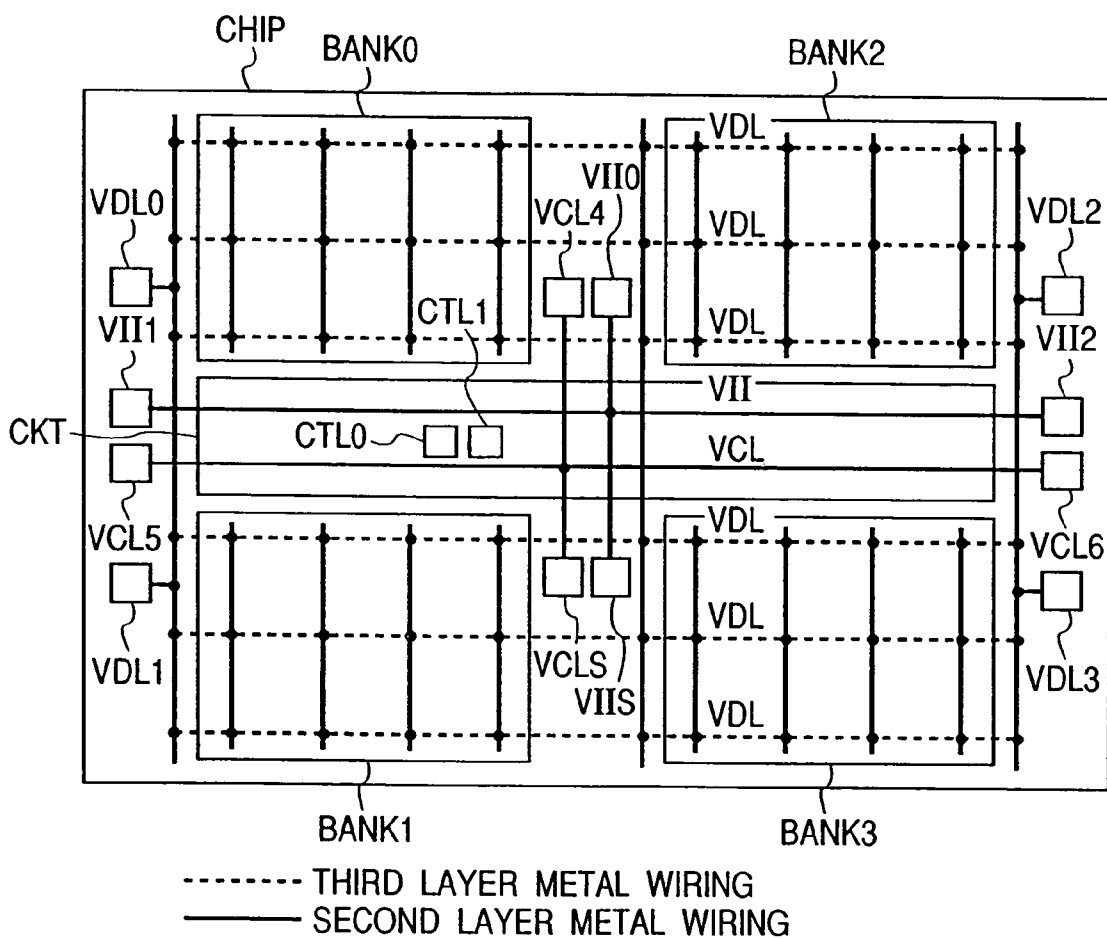 CHIP
BANK0
BANK2
VDL
VII0
VDL0
VCL4
VDL2
VDL
CTL1
VDL
VII1
VII2
VII
CKT
CTL0
VCL
VDL
VCL5
VCL6
VDL
VDL1
VCLS
VDL3
VIIS
VDL
BANK1
BANK3
THIRD LAYER METAL WIRING
SECOND LAYER METAL WIRING